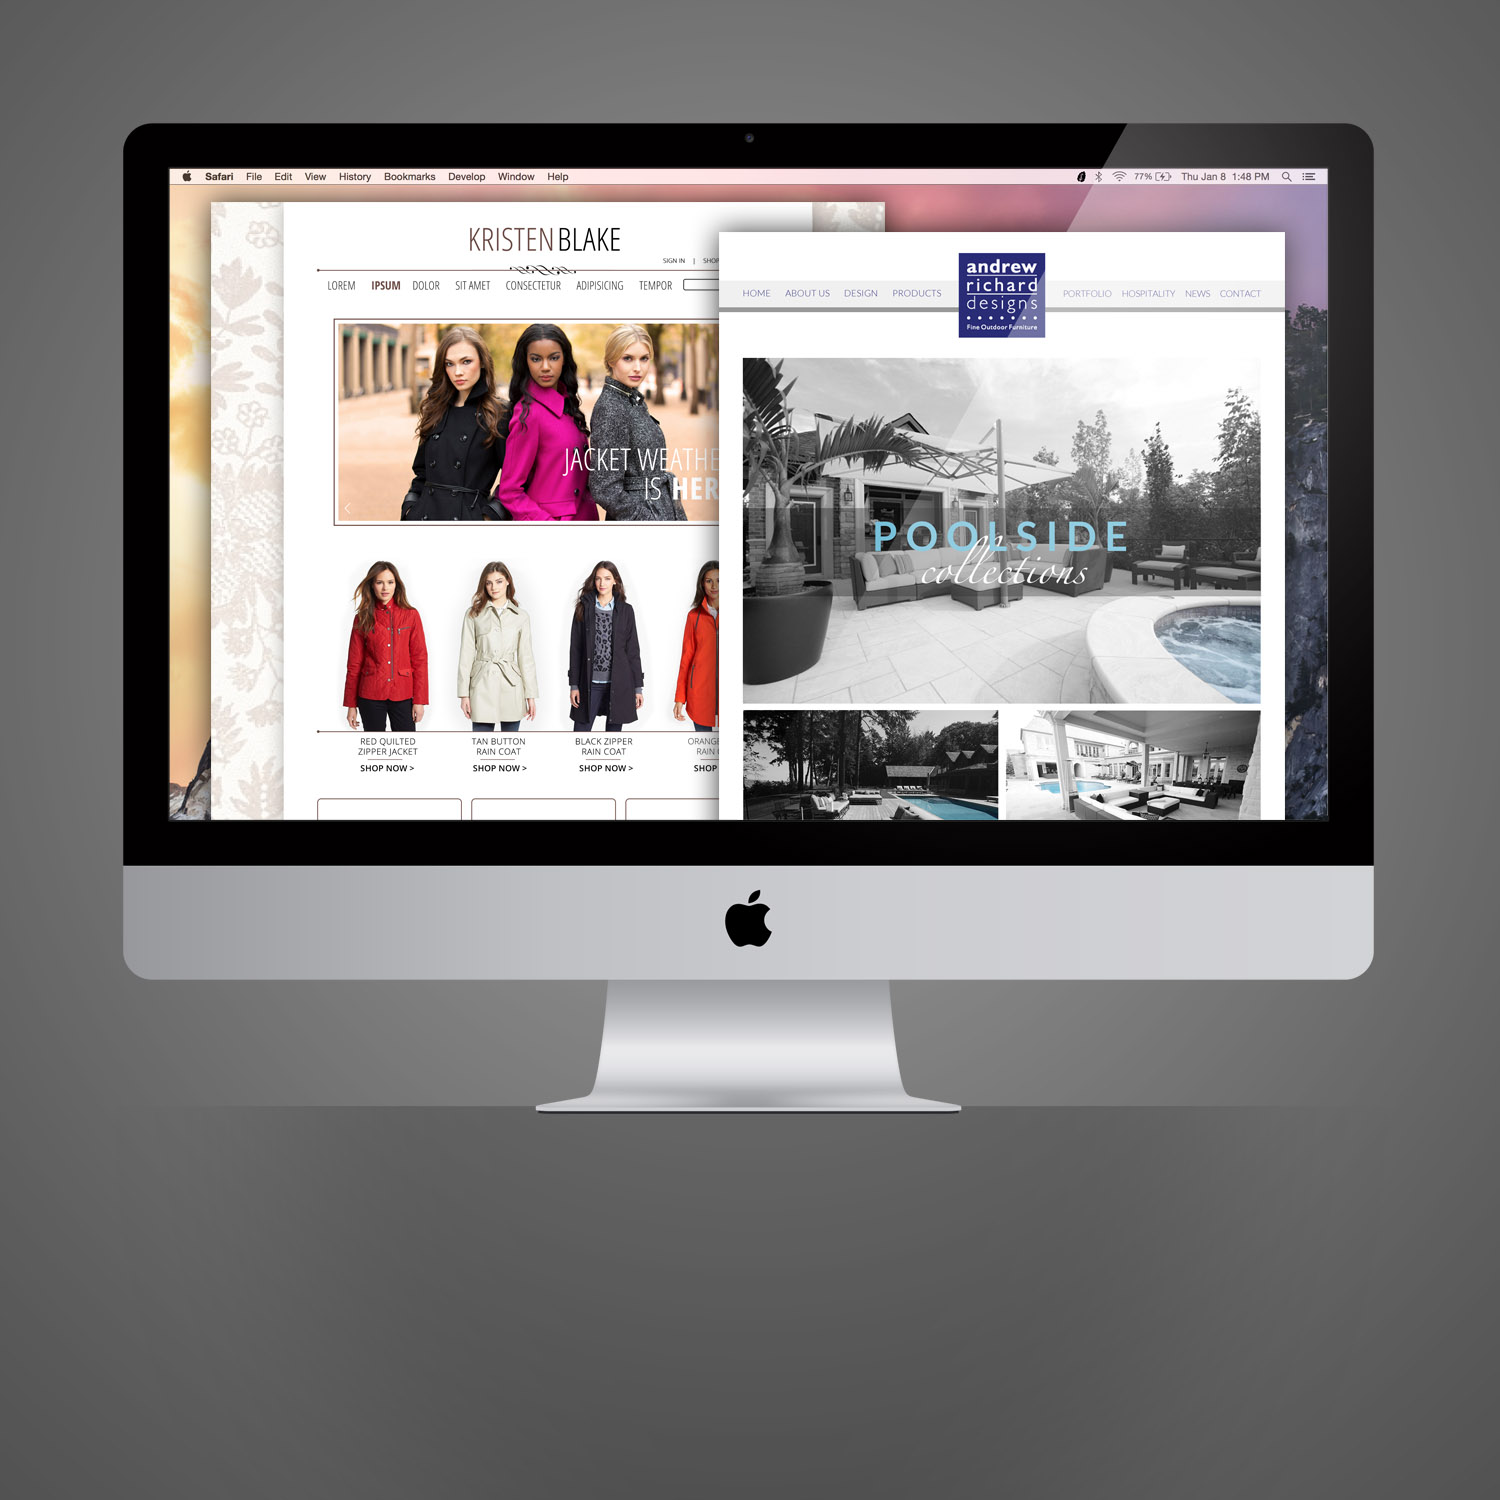 Safari File Edit View History Bookmarks Develop Window Help
77% Thu Jan 8 1:48 PM
KRISTEN BLAKE
SIGN IN |
LOREM IPSUM DOLOR SIT AMET CONSECTETUR ADIPISICING TEMPOR
JACKET WEATHE
IS HER
RED QUILTED
ZIPPER JACKET
SHOP NOW >
TAN BUTTON
RAIN COAT
SHOP NOW >
BLACK ZIPPER
RAIN COAT
SHOP NOW >
ORANGE
RAIN
SHOP
andrew
richard
designs
Fine Outdoor Furniture
HOME ABOUT US DESIGN PRODUCTS
PORTFOLIO HOSPITALITY NEWS CONTACT
POOLSIDE
collections